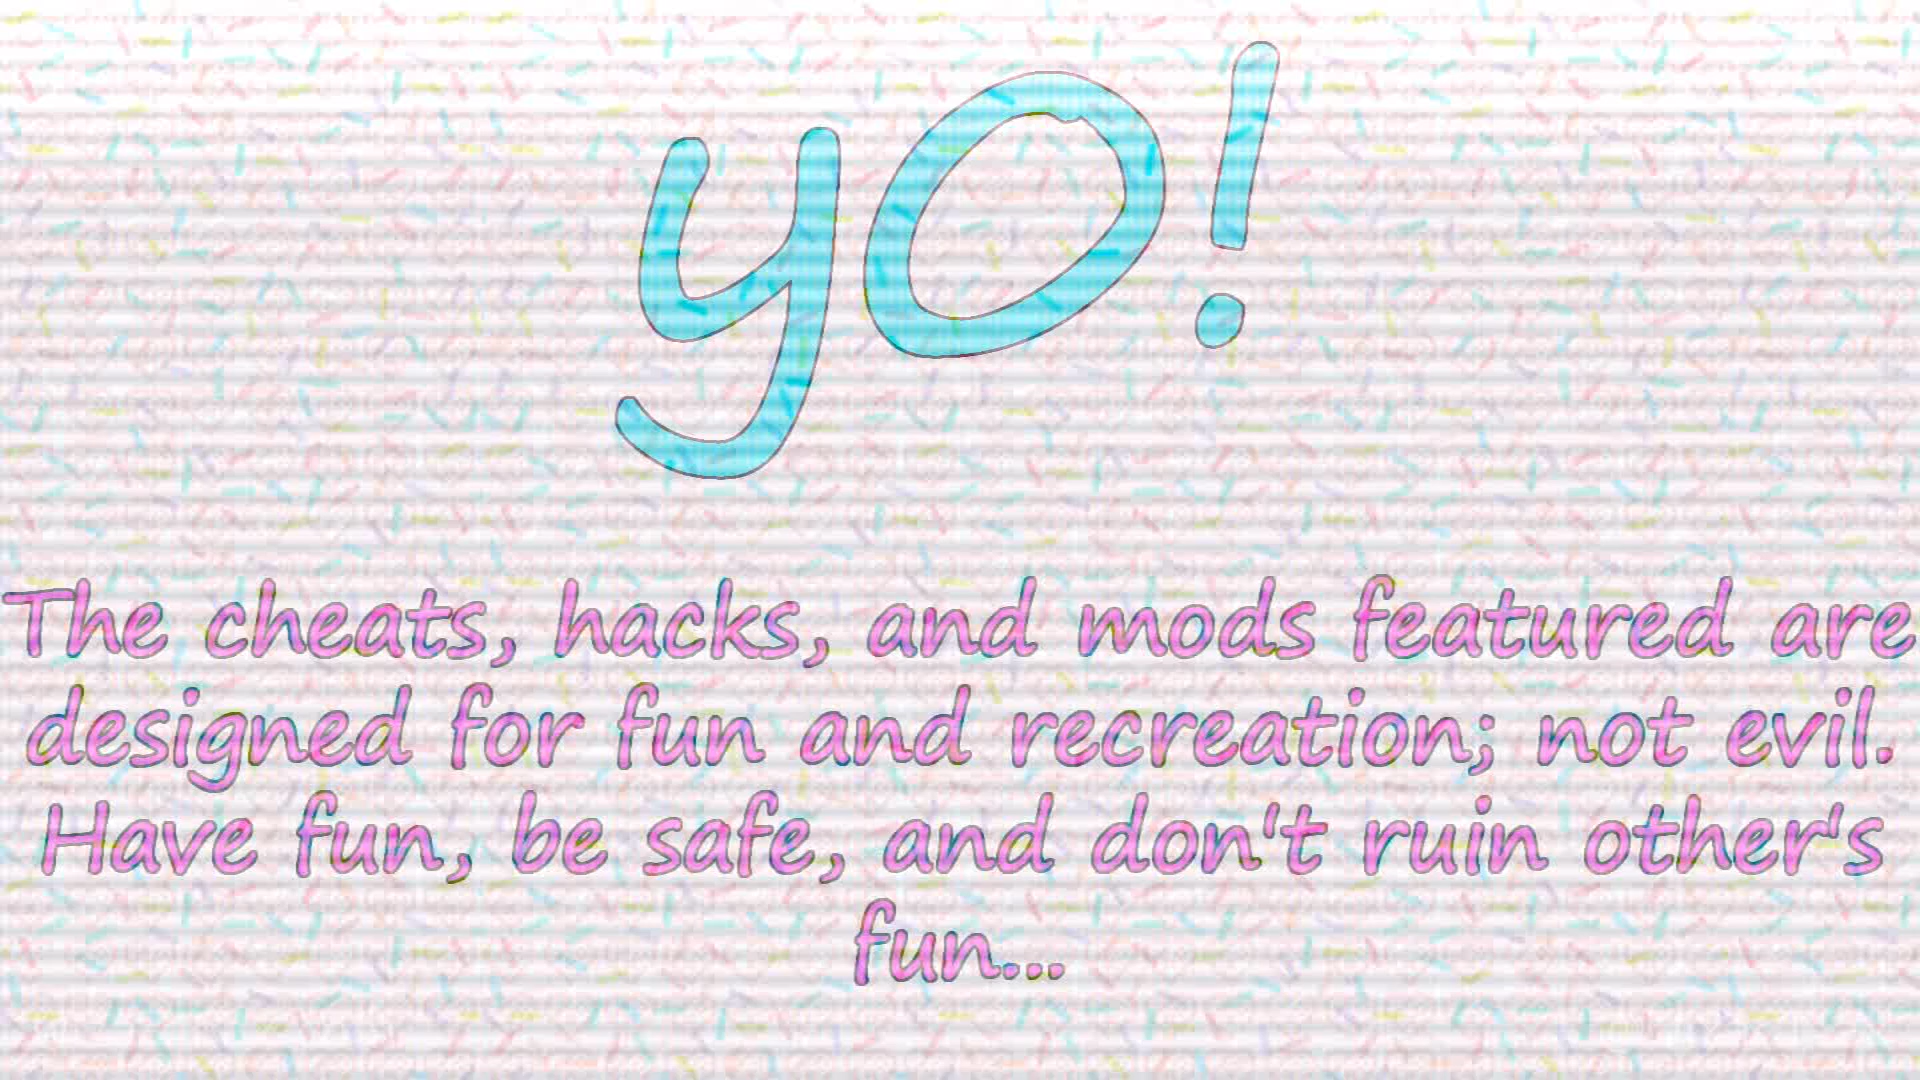 yo!
The cheats, hacks, and mods featured are
designed for fun and recreation; not evil.
Have fun, be safe, and don't ruin other's
fun...